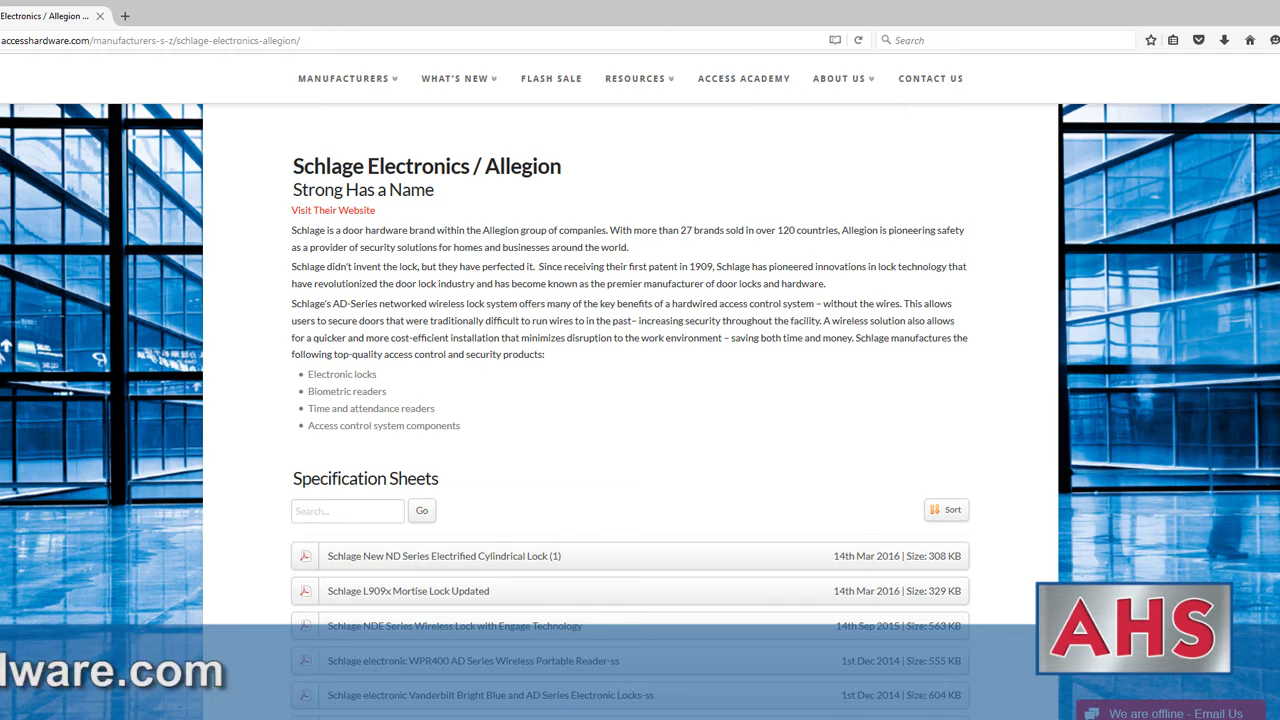 Electronics / Allegion ...
accesshardware.com/manufacturers-s-z/schlage-electronics-allegion/
Search
MANUFACTURERS
WHAT'S NEW
FLASH SALE
RESOURCES
ACCESS ACADEMY
ABOUT US
CONTACT US
Schlage Electronics / Allegion
Strong Has a Name
Visit Their Website
Schlage is a door hardware brand within the Allegion group of companies. With more than 27 brands sold in over 120 countries, Allegion is pioneering safety
as a provider of security solutions for homes and businesses around the world.
Schlage didn't invent the lock, but they have perfected it. Since receiving their first patent in 1909, Schlage has pioneered innovations in lock technology that
have revolutionized the door lock industry and has become known as the premier manufacturer of door locks and hardware.
Schlage's AD-Series networked wireless lock system offers many of the key benefits of a hardwired access control system – without the wires. This allows
users to secure doors that were traditionally difficult to run wires to in the past– increasing security throughout the facility. A wireless solution also allows
for a quicker and more cost-efficient installation that minimizes disruption to the work environment – saving both time and money. Schlage manufactures the
following top-quality access control and security products:
• Electronic locks
• Biometric readers
• Time and attendance readers
• Access control system components
Specification Sheets
Search...
Go
Sort
Schlage New ND Series Electrified Cylindrical Lock (1) 14th Mar 2016 | Size: 308 KB
Schlage L909x Mortise Lock Updated 14th Mar 2016 | Size: 329 KB
Schlage NDE Series Wireless Lock with Engage Technology 14th Sep 2015 | Size: 563 KB
Schlage electronic WPR400 AD Series Wireless Portable Reader-ss 1st Dec 2014 | Size: 555 KB
Schlage electronic Vanderbilt Bright Blue and AD Series Electronic Locks-ss 1st Dec 2014 | Size: 604 KB
dware.com
AHS
We are offline - Email Us